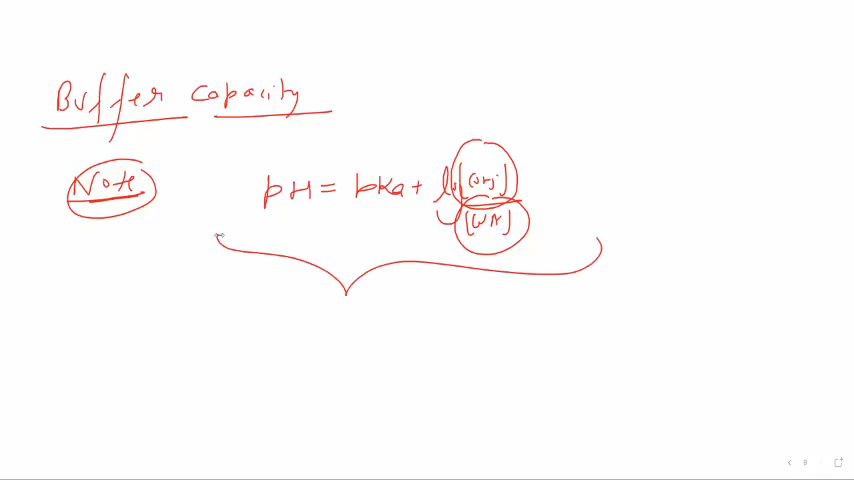 Buffer Capacity
Note
pH = pKa + log [conj]
[WA]